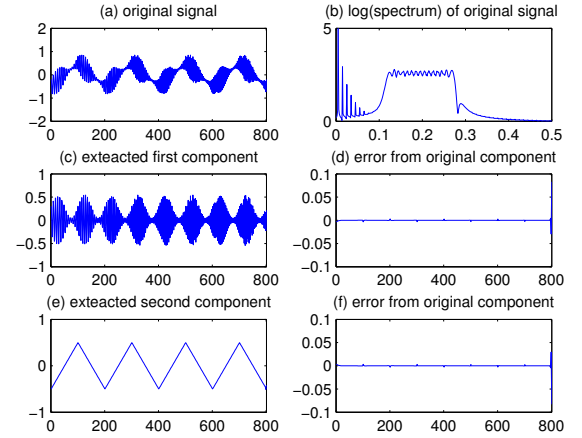 (a) original signal
2
1
0
−1
−2
0 200 400 600 800
(b) log(spectrum) of original signal
5
0
0 0.1 0.2 0.3 0.4 0.5
(c) exteacted first component
1
0.5
0
−0.5
−1
0 200 400 600 800
(d) error from original component
0.1
0.05
0
−0.05
−0.1
0 200 400 600 800
(e) exteacted second component
1
0
−1
0 200 400 600 800
(f) error from original component
0.1
0.05
0
−0.05
−0.1
0 200 400 600 800